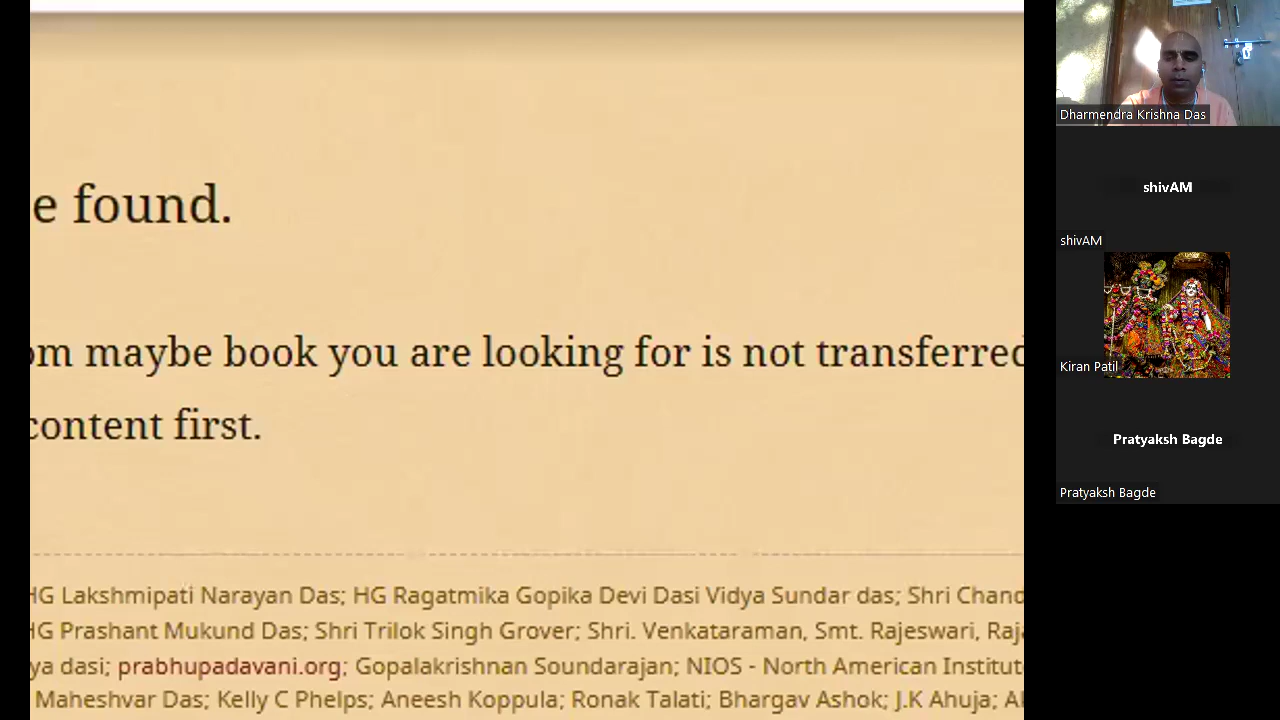 e found.
om maybe book you are looking for is not transferred
content first.
HG Lakshmipati Narayan Das; HG Ragatmika Gopika Devi Dasi Vidya Sundar das; Shri Chand
HG Prashant Mukund Das; Shri Trilok Singh Grover; Shri. Venkataraman, Smt. Rajeswari, Raja
ya dasi; prabhupadavani.org; Gopalakrishnan Soundarajan; NIOS - North American Institute
Maheshvar Das; Kelly C Phelps; Aneesh Koppula; Ronak Talati; Bhargav Ashok; J.K Ahuja;
Dharmendra Krishna Das
shivAM
shivAM
Kiran Patil
Pratyaksh Bagde
Pratyaksh Bagde